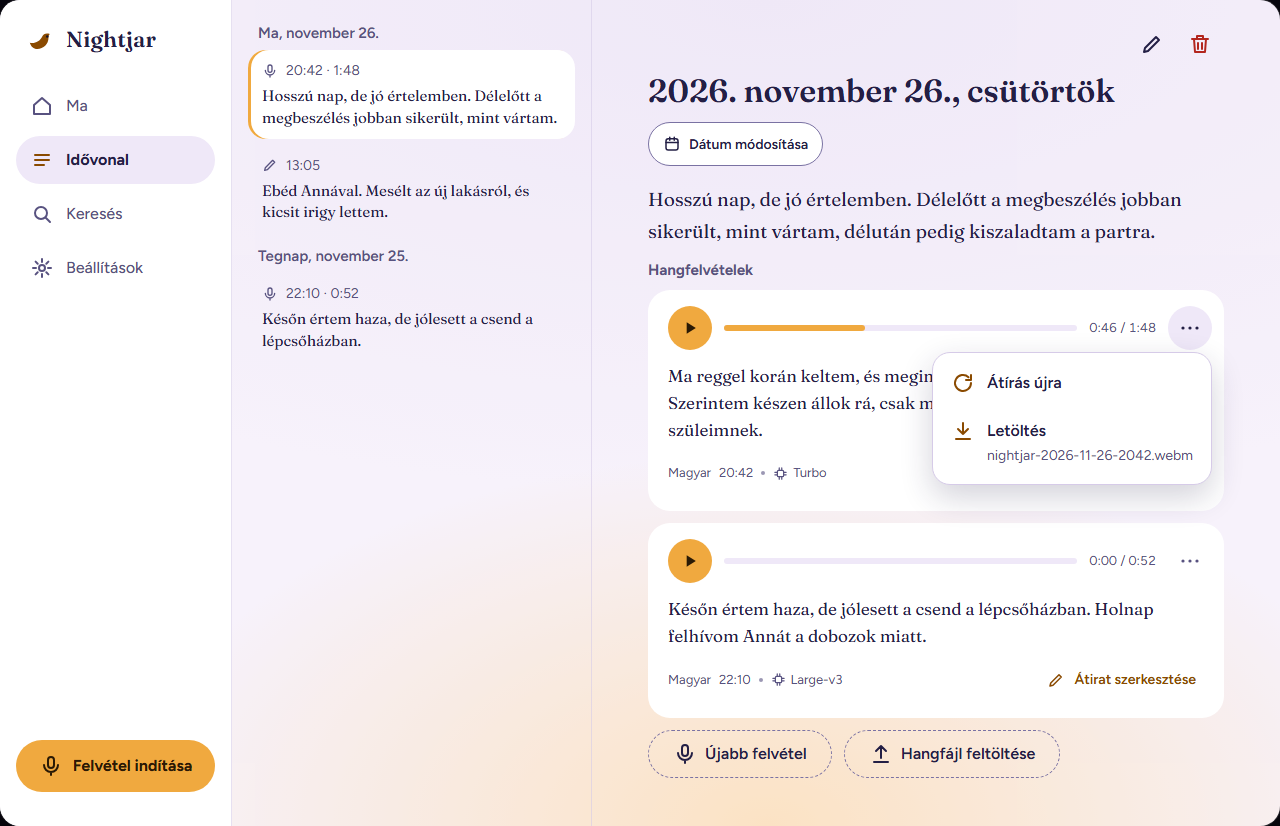 Nightjar
Ma
Idővonal
Keresés
Beállítások
Felvétel indítása
Ma, november 26.
20:42 · 1:48
Hosszú nap, de jó értelemben. Délelőtt a
megbeszélés jobban sikerült, mint vártam.
13:05
Ebéd Annával. Mesélt az új lakásról, és
kicsit irigy lettem.
Tegnap, november 25.
22:10 · 0:52
Későn értem haza, de jólesett a csend a
lépcsőházban.
2026. november 26., csütörtök
Dátum módosítása
Hosszú nap, de jó értelemben. Délelőtt a megbeszélés jobban
sikerült, mint vártam, délután pedig kiszaladtam a partra.
Hangfelvételek
0:46 / 1:48
Ma reggel korán keltem, és megin
Szerintem készen állok rá, csak m
szüleimnek.
Magyar 20:42 • Turbo
Átírás újra
Letöltés
nightjar-2026-11-26-2042.webm
0:00 / 0:52
Későn értem haza, de jólesett a csend a lépcsőházban. Holnap
felhívom Annát a dobozok miatt.
Magyar 22:10 • Large-v3
Átirat szerkesztése
Újabb felvétel
Hangfájl feltöltése